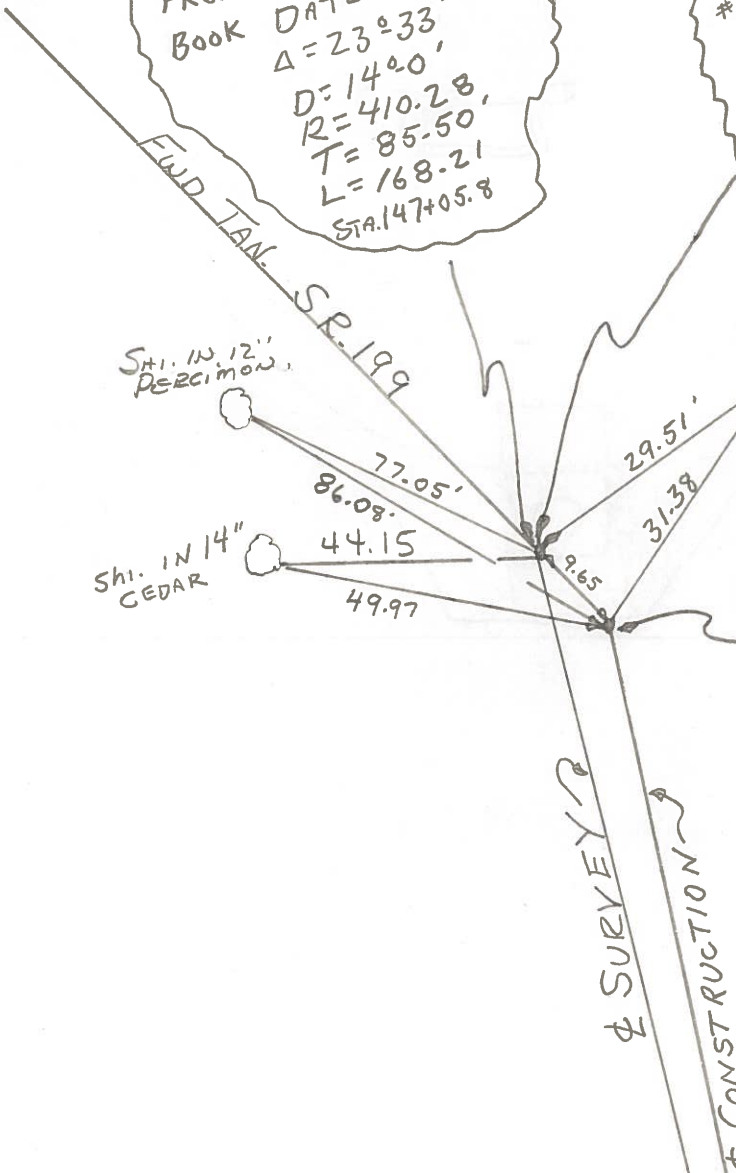 BOOK DAT
Δ=23°33'
D=14°-0'
R=410.28,
T=85.50'
L=168.21
STA.147+05.8
#
FWD TAN. SR.199
SHI. IN. 12"
PERCIMON.
77.05'
86.08.
29.51'
31.38
SHI. IN 14"
CEDAR
44.15
49.97
9.65
℄ SURVEY
CONSTRUCTION